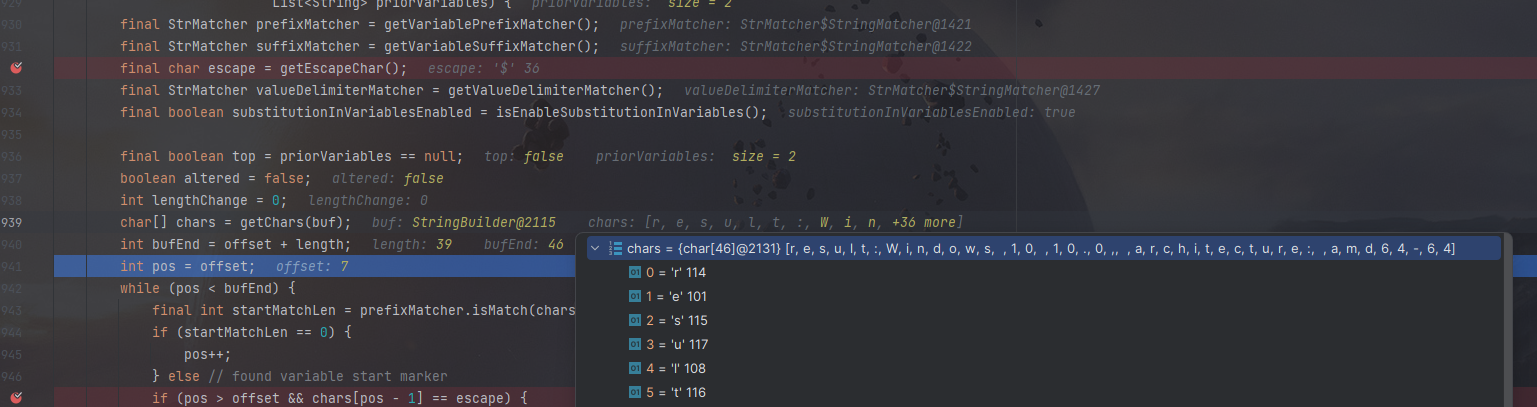 929 List<String> priorVariables) { priorVariables: size = 2
930 final StrMatcher prefixMatcher = getVariablePrefixMatcher(); prefixMatcher: StrMatcher$StringMatcher@1421
931 final StrMatcher suffixMatcher = getVariableSuffixMatcher(); suffixMatcher: StrMatcher$StringMatcher@1422
final char escape = getEscapeChar(); escape: '$' 36
933 final StrMatcher valueDelimiterMatcher = getValueDelimiterMatcher(); valueDelimiterMatcher: StrMatcher$StringMatcher@1427
934 final boolean substitutionInVariablesEnabled = isEnableSubstitutionInVariables(); substitutionInVariablesEnabled: true
935
936 final boolean top = priorVariables == null; top: false priorVariables: size = 2
937 boolean altered = false; altered: false
938 int lengthChange = 0; lengthChange: 0
939 char[] chars = getChars(buf); buf: StringBuilder@2115 chars: [r, e, s, u, l, t, :, W, i, n, +36 more]
940 int bufEnd = offset + length; length: 39 bufEnd: 46
chars = {char[46]@2131} [r, e, s, u, l, t, :, W, i, n, d, o, w, s, , 1, 0, , 1, 0, ., 0, ,, , a, r, c, h, i, t, e, c, t, u, r, e, :, , a, m, d, 6, 4, -, 6, 4]
941 int pos = offset; offset: 7
0 = 'r' 114
942 while (pos < bufEnd) {
1 = 'e' 101
943 final int startMatchLen = prefixMatcher.isMatch(chars
2 = 's' 115
944 if (startMatchLen == 0) {
3 = 'u' 117
945 pos++;
4 = 'l' 108
946 } else // found variable start marker
5 = 't' 116
if (pos > offset && chars[pos - 1] == escape) {